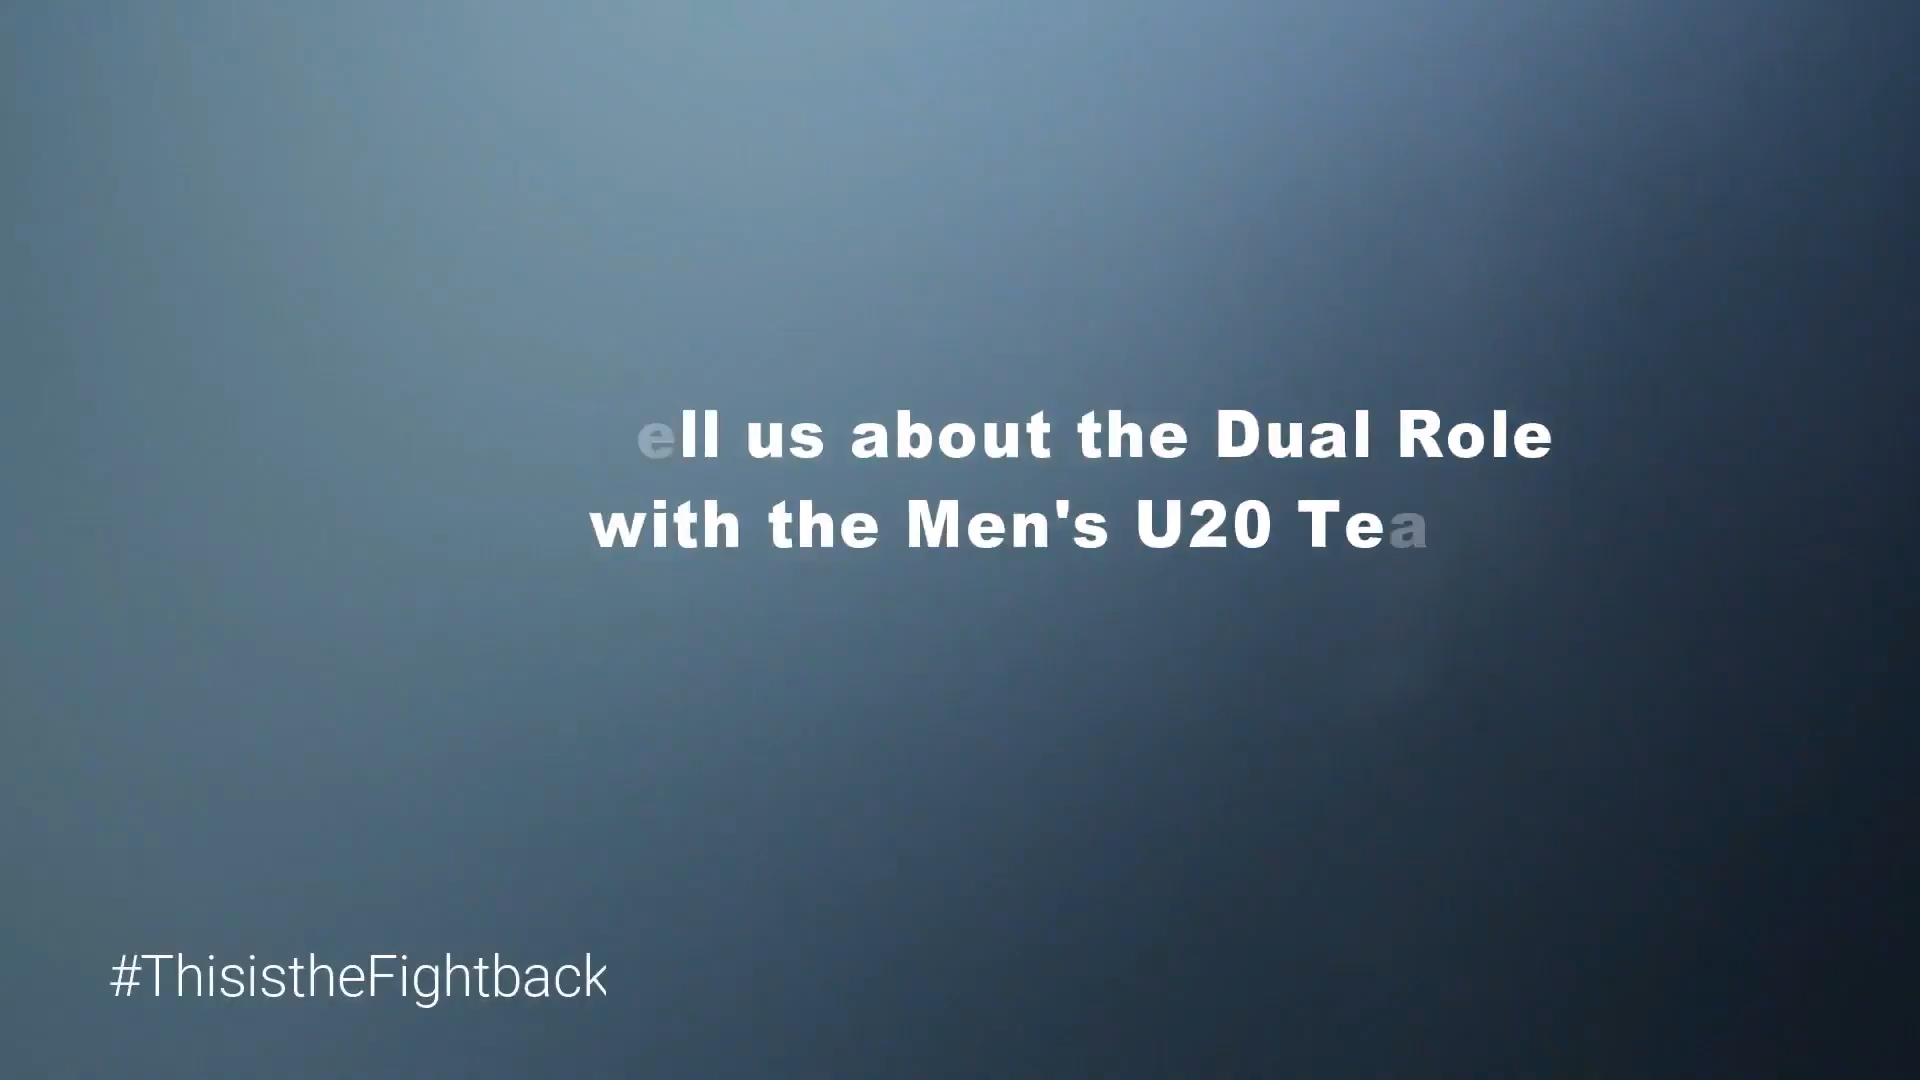 ell us about the Dual Role
with the Men's U20 Tea
#ThisistheFightback